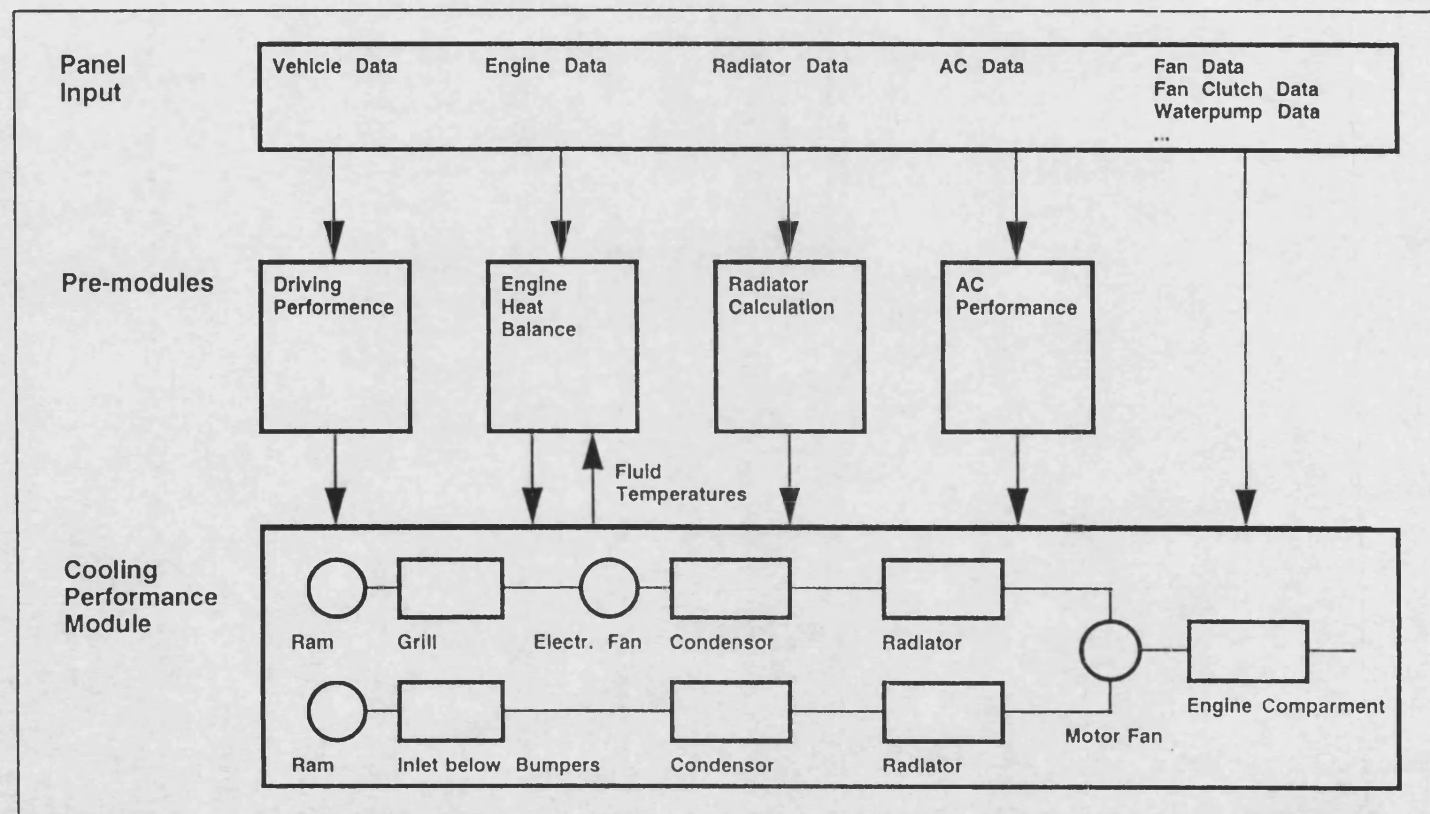 Panel
Input
Vehicle Data
Engine Data
Radiator Data
AC Data
Fan Data
Fan Clutch Data
Waterpump Data
...
Pre-modules
Driving
Performence
Engine
Heat
Balance
Radiator
Calculation
AC
Performance
Fluid
Temperatures
Cooling
Performance
Module
Ram
Grill
Electr. Fan
Condensor
Radiator
Motor Fan
Engine Comparment
Ram
Inlet below Bumpers
Condensor
Radiator